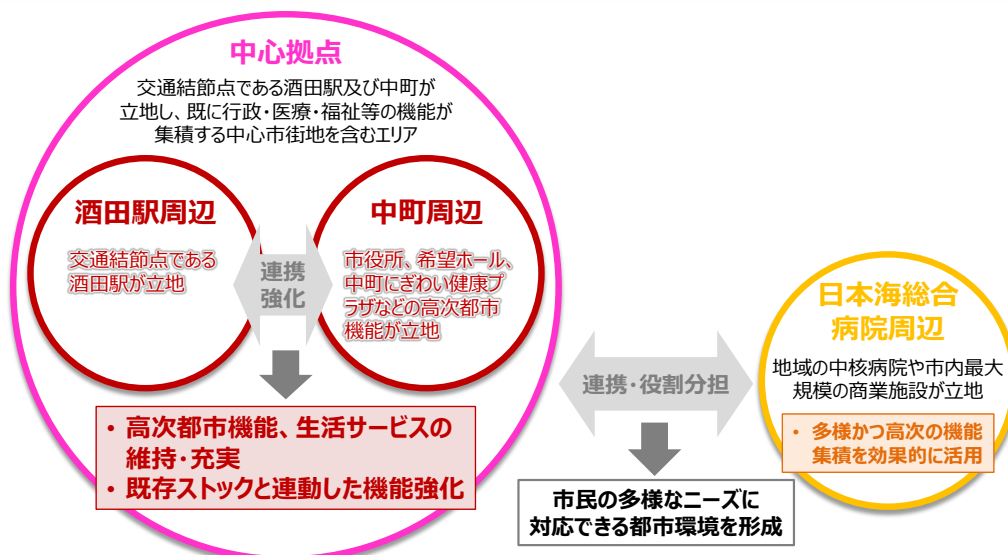 中心拠点
交通結節点である酒田駅及び中町が
立地し、既に行政・医療・福祉等の機能が
集積する中心市街地を含むエリア
酒田駅周辺
交通結節点である
酒田駅が立地
連携
強化
中町周辺
市役所、希望ホール、
中町にぎわい健康プ
ラザなどの高次都市
機能が立地
• 高次都市機能、生活サービスの
維持・充実
• 既存ストックと連動した機能強化
連携・役割分担
市民の多様なニーズに
対応できる都市環境を形成
日本海総合
病院周辺
地域の中核病院や市内最大
規模の商業施設が立地
• 多様かつ高次の機能
集積を効果的に活用